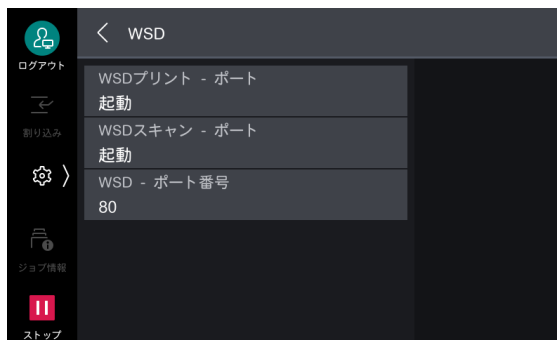 WSD
ログアウト
割り込み
ジョブ情報
ストップ
WSDプリント - ポート
起動
WSDスキャン - ポート
起動
WSD - ポート番号
80